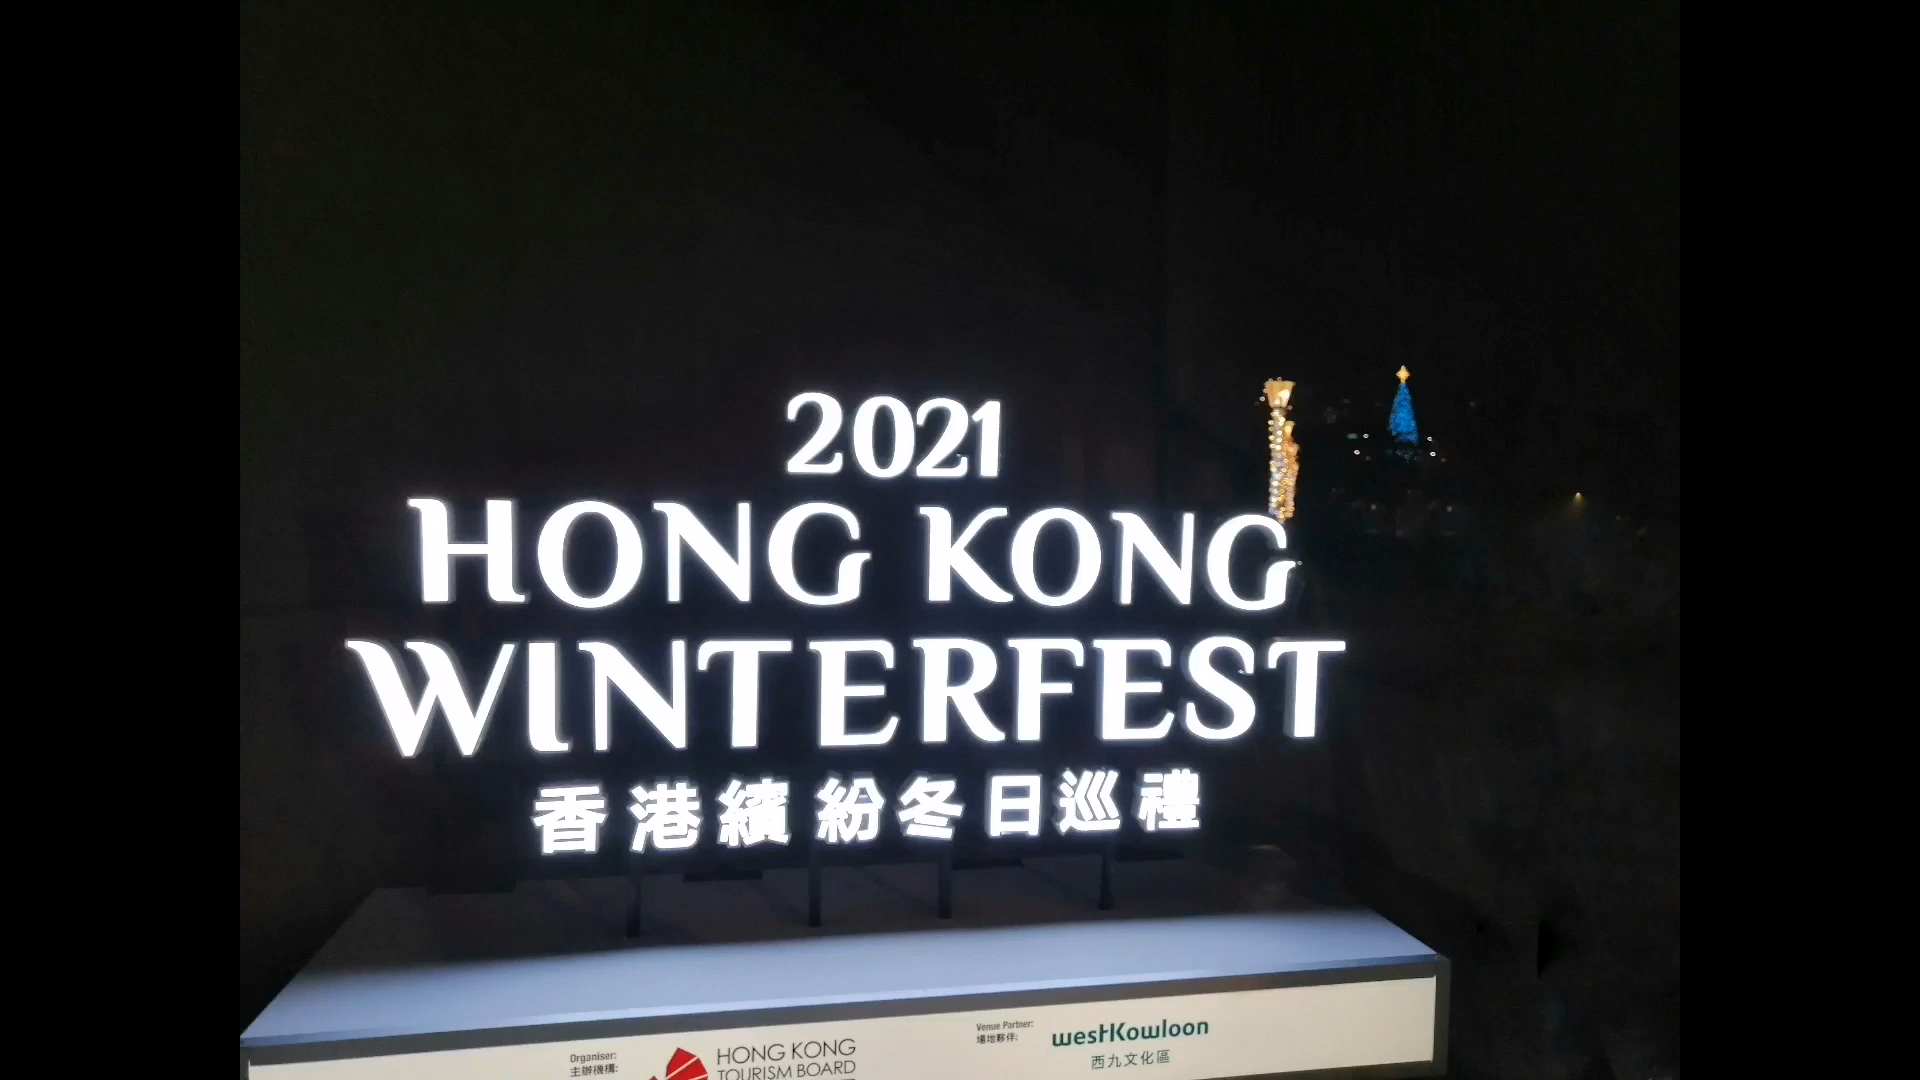 2021
HONG KONG
WINTERFEST
香港繽紛冬日巡禮
Organiser:
主辦機構:
HONG KONG
TOURISM BOARD
Venue Partner:
場地夥伴:
westKowloon
西九文化區